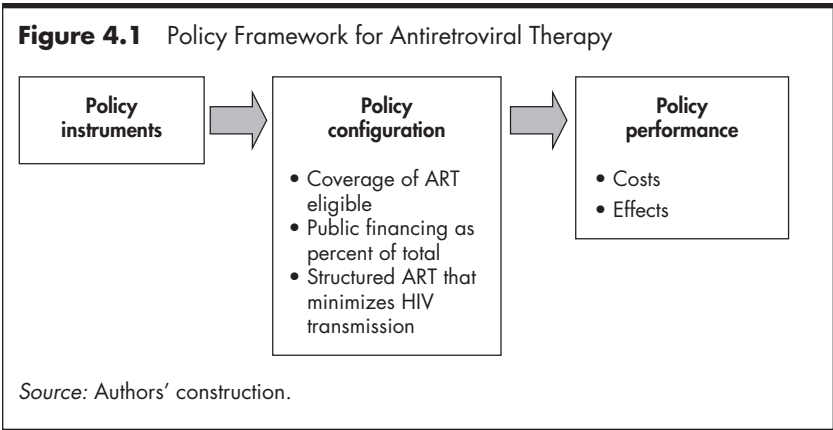 Figure 4.1 Policy Framework for Antiretroviral Therapy
Policy
instruments
Policy
configuration
• Coverage of ART
eligible
• Public financing as
percent of total
• Structured ART that
minimizes HIV
transmission
Policy
performance
• Costs
• Effects
Source: Authors’ construction.